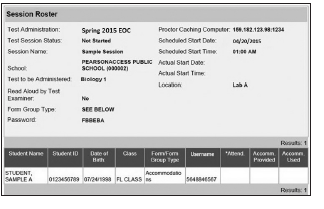 Session Roster
Test Administration: Spring 2015 EOC Proctor Caching Computer: 159.182.123.98:1234
Test Session Status: Not Started Scheduled Start Date: 04/20/2015
Session Name: Sample Session Scheduled Start Time: 01:00 AM
School: PEARSONACCESS PUBLIC SCHOOL (000002) Actual Start Date:
Actual Start Time:
Test to be Administered: Biology 1
Location: Lab A
Read Aloud by Test Examiner: No
Form Group Type: SEE BELOW
Password: FBBEBA
Results: 1
Student Name Student ID Date of Birth Class Form/Form Group Type Username *Attend. Accomm. Provided Accomm. Used
STUDENT, SAMPLE A 0123456789 07/24/1998 FL CLASS Accommodations 5648846567
Results: 1